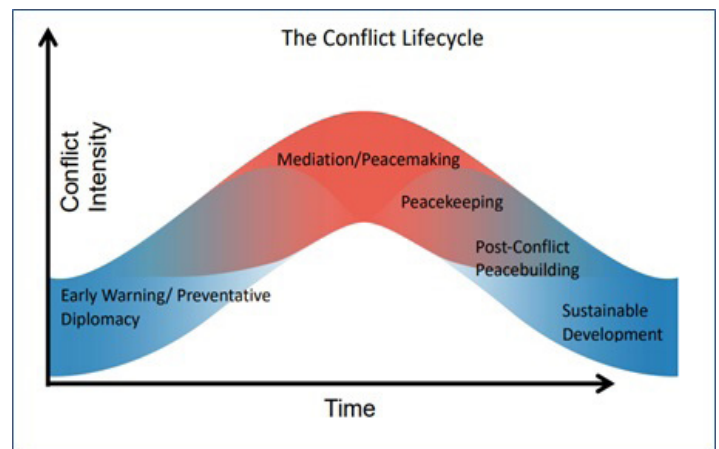 The Conflict Lifecycle
Conflict
Intensity
Mediation/Peacemaking
Peacekeeping
Post-Conflict
Peacebuilding
Early Warning/ Preventative
Diplomacy
Sustainable
Development
Time